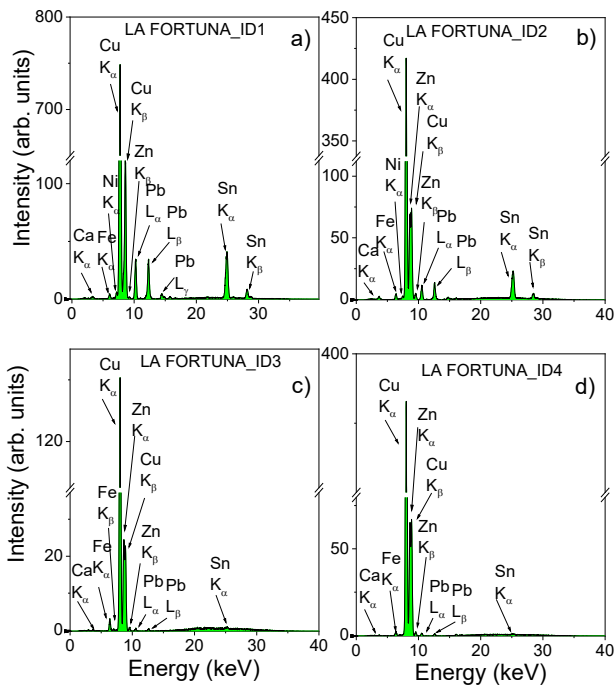 LA FORTUNA_ID1
a)
Cu
Kα
Cu
Kβ
Zn
Kβ
Ni
Kα
Pb
Lα
Pb
Lβ
Pb
Lγ
Ca
Kα
Fe
Kα
Sn
Kα
Sn
Kβ
800
700
100
0
0 10 20 30
Intensity (arb. units)
LA FORTUNA_ID2
b)
Cu
Kα
Zn
Kα
Cu
Kβ
Ni
Kα
Zn
Kβ
Fe
Kα
Pb
Lα
Pb
Lβ
Ca
Kα
Sn
Kα
Sn
Kβ
450
400
350
100
75
50
25
0
0 10 20 30 40
LA FORTUNA_ID3
c)
Cu
Kα
Zn
Kα
Cu
Kβ
Fe
Kβ
Zn
Kβ
Fe
Kα
Ca
Kα
Pb
Lα
Pb
Lβ
Sn
Kα
120
20
0
0 10 20 30 40
Intensity (arb. units)
Energy (keV)
LA FORTUNA_ID4
d)
Cu
Kα
Zn
Kα
Cu
Kβ
Zn
Kβ
Fe
Kα
Ca
Kα
Pb
Lα
Pb
Lβ
Sn
Kα
400
50
0
0 10 20 30 40
Energy (keV)